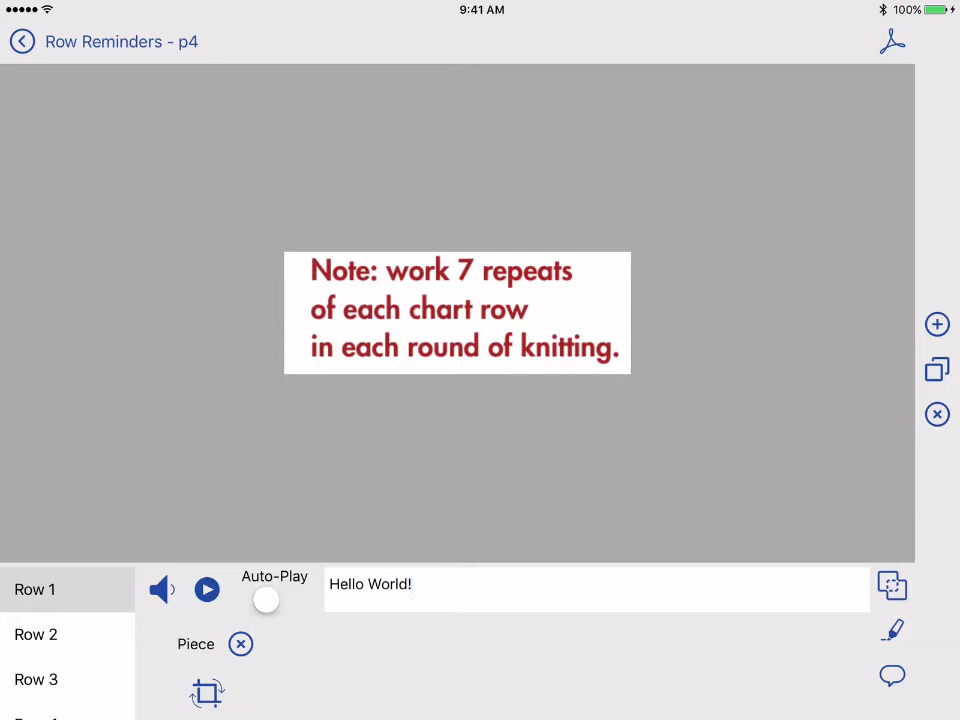 9:41 AM
100%
Row Reminders - p4
Note: work 7 repeats
of each chart row
in each round of knitting.
Row 1
Auto-Play
Hello World!
Row 2
Piece
Row 3